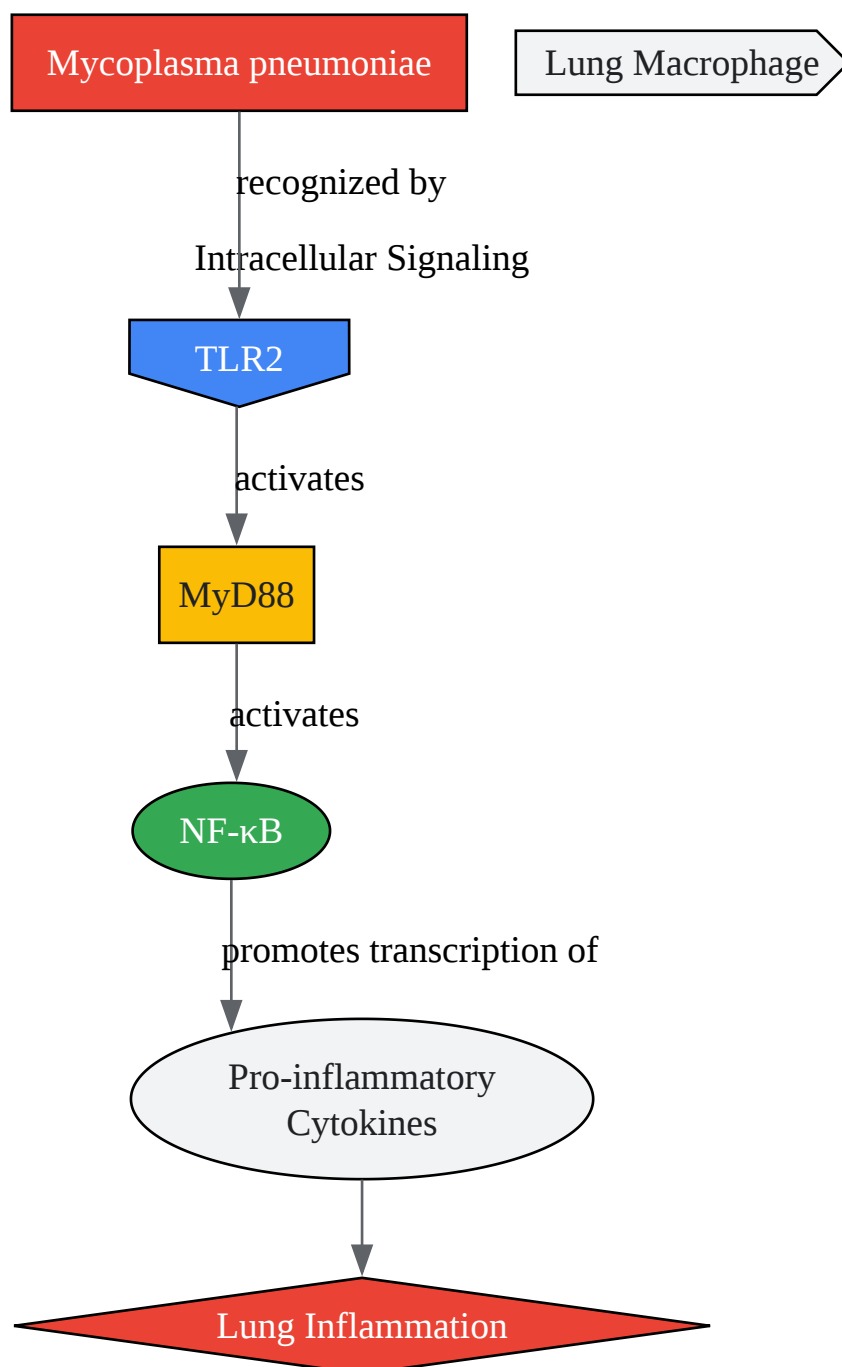 Mycoplasma pneumoniae
Lung Macrophage
recognized by
Intracellular Signaling
TLR2
activates
MyD88
activates
NF-κB
promotes transcription of
Pro-inflammatory
Cytokines
Lung Inflammation